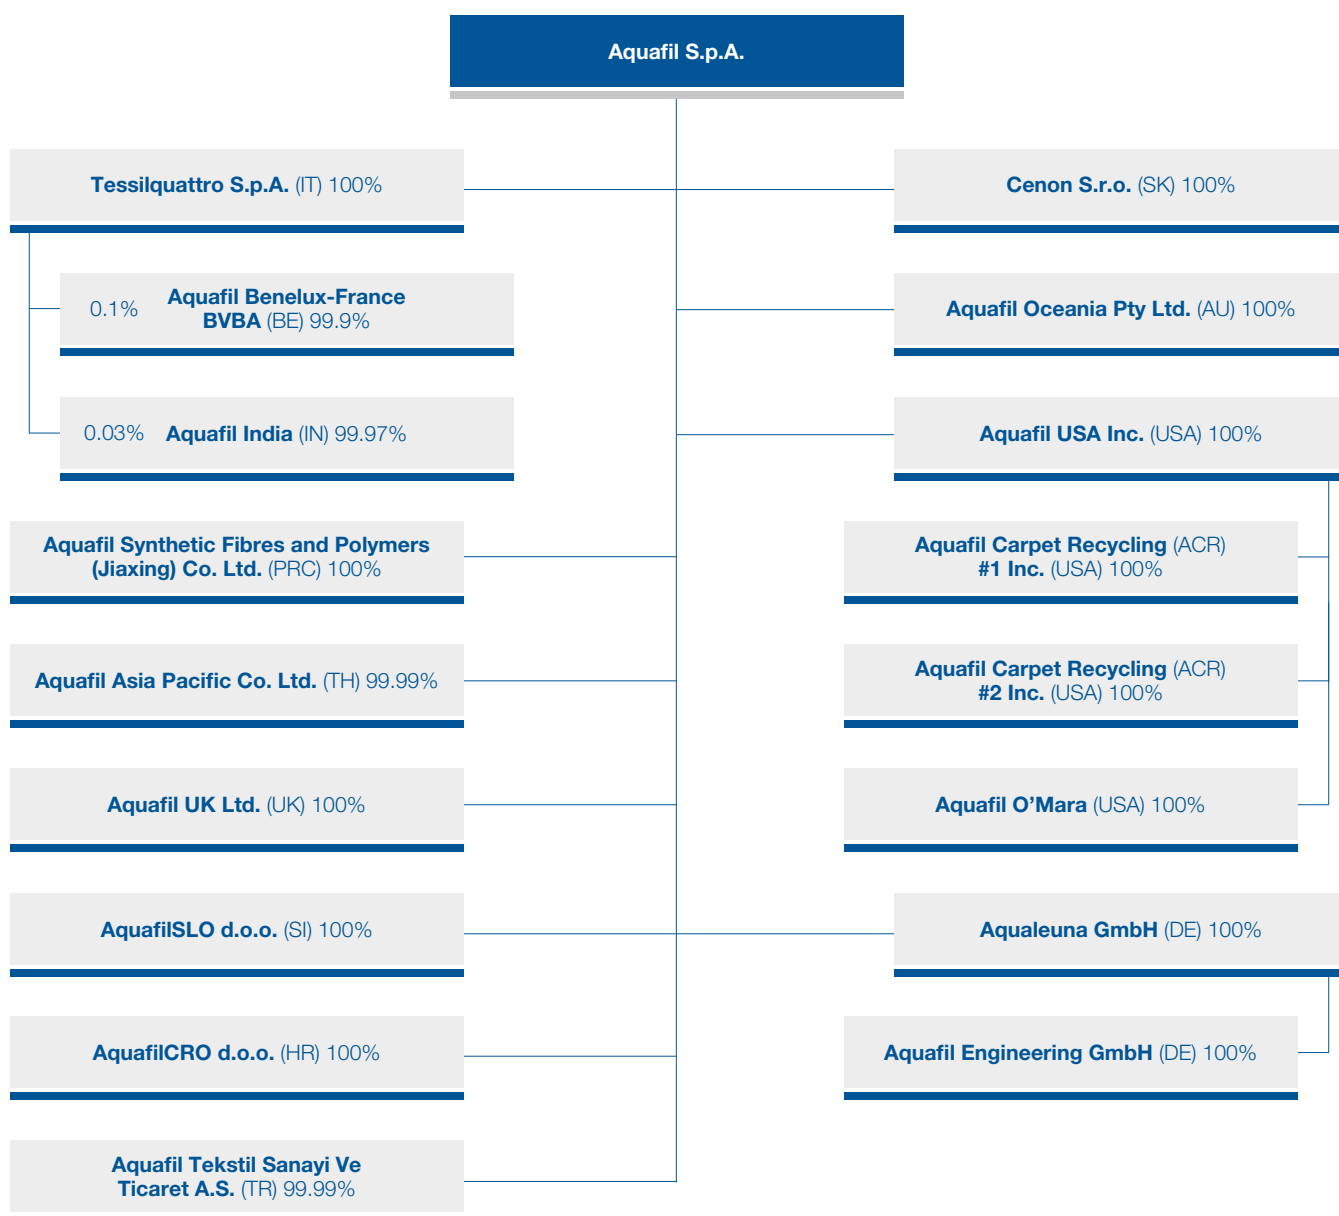 Aquafil S.p.A.
Tessilquattro S.p.A. (IT) 100%
0.1%
Aquafil Benelux-France
BVBA (BE) 99.9%
0.03%
Aquafil India (IN) 99.97%
Aquafil Synthetic Fibres and Polymers
(Jiaxing) Co. Ltd. (PRC) 100%
Aquafil Asia Pacific Co. Ltd. (TH) 99.99%
Aquafil UK Ltd. (UK) 100%
AquafilSLO d.o.o. (SI) 100%
AquafilCRO d.o.o. (HR) 100%
Aquafil Tekstil Sanayi Ve
Ticaret A.S. (TR) 99.99%
Cenon S.r.o. (SK) 100%
Aquafil Oceania Pty Ltd. (AU) 100%
Aquafil USA Inc. (USA) 100%
Aquafil Carpet Recycling (ACR)
#1 Inc. (USA) 100%
Aquafil Carpet Recycling (ACR)
#2 Inc. (USA) 100%
Aquafil O’Mara (USA) 100%
Aqualeuna GmbH (DE) 100%
Aquafil Engineering GmbH (DE) 100%